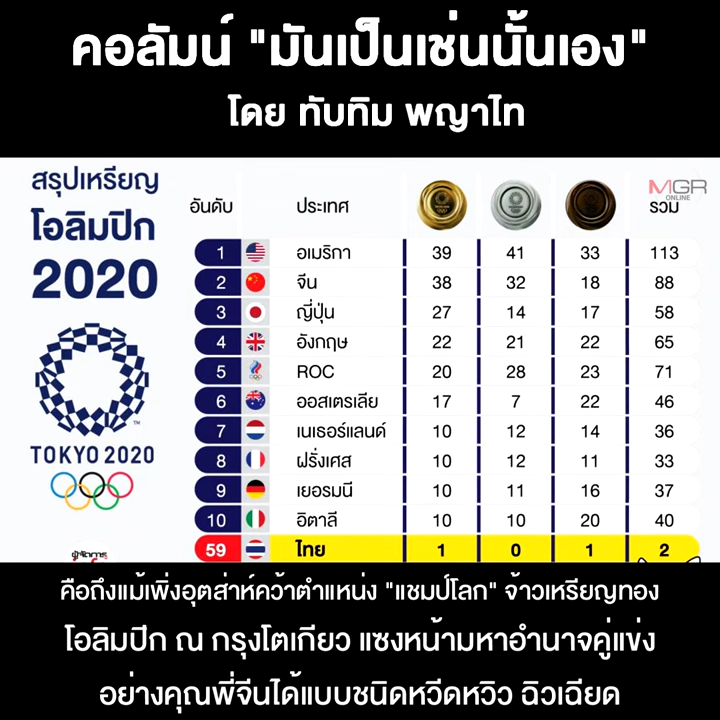 คอลัมน์ "มันเป็นเช่นนั้นเอง"
โดย ทับทิม พญาไท
สรุปเหรียญ
โอลิมปิก
2020
TOKYO 2020
MGR
ONLINE
อันดับ ประเทศ รวม
1 อเมริกา 39 41 33 113
2 จีน 38 32 18 88
3 ญี่ปุ่น 27 14 17 58
4 อังกฤษ 22 21 22 65
5 ROC 20 28 23 71
6 ออสเตรเลีย 17 7 22 46
7 เนเธอร์แลนด์ 10 12 14 36
8 ฝรั่งเศส 10 12 11 33
9 เยอรมนี 10 11 16 37
10 อิตาลี 10 10 20 40
59 ไทย 1 0 1 2
คือถึงแม้เพิ่งอุตส่าห์คว้าตำแหน่ง "แชมป์โลก" จ้าวเหรียญทอง
โอลิมปิก ณ กรุงโตเกียว แซงหน้ามหาอำนาจคู่แข่ง
อย่างคุณพี่จีนได้แบบชนิดหวีดหวิว ฉิวเฉียด